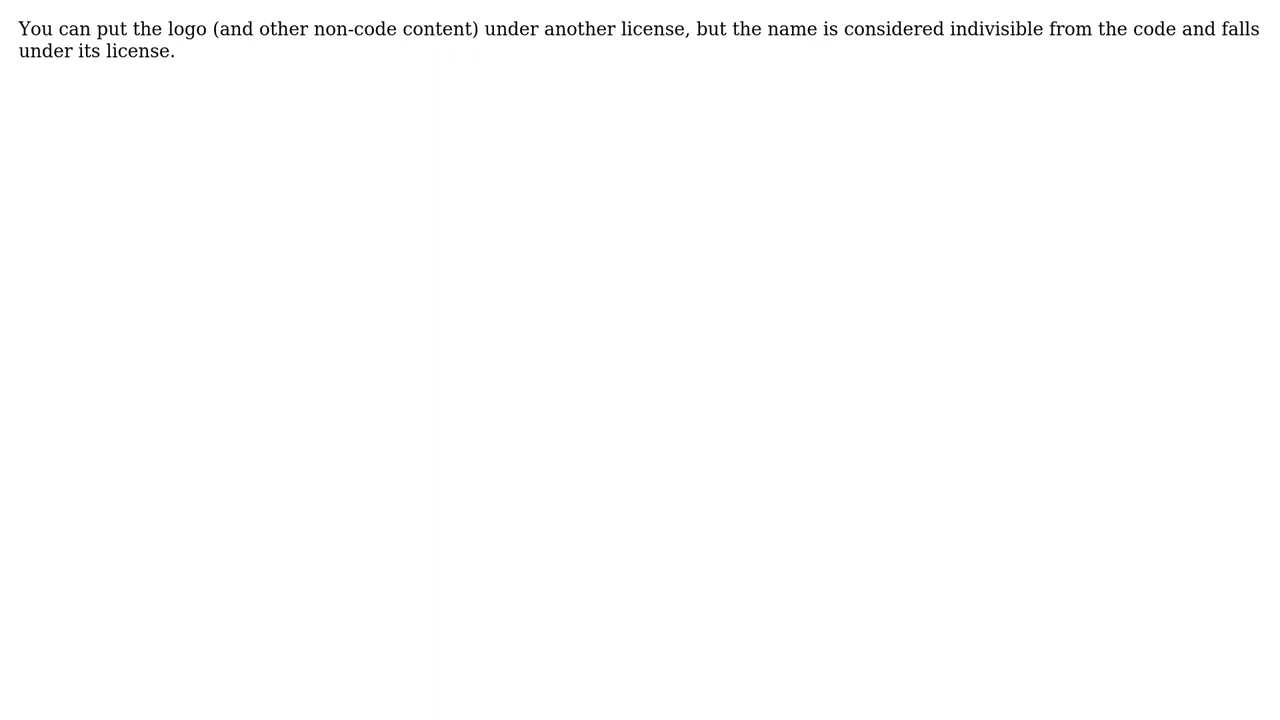 You can put the logo (and other non-code content) under another license, but the name is considered indivisible from the code and falls
under its license.